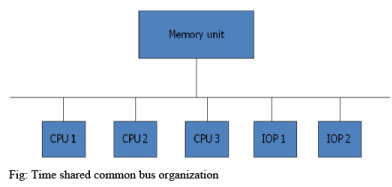 Memory unit
CPU 1 CPU 2 CPU 3 IOP 1 IOP 2
Fig: Time shared common bus organization